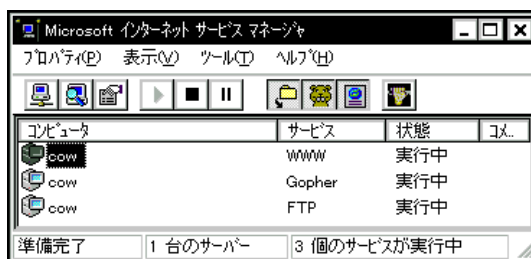 Microsoft インターネット サービス マネージャ
プロパティ(P) 表示(V) ツール(T) ヘルプ(H)
コンピュータ サービス 状態 コメ...
cow WWW 実行中
cow Gopher 実行中
cow FTP 実行中
準備完了 1 台のサーバー 3 個のサービスが実行中